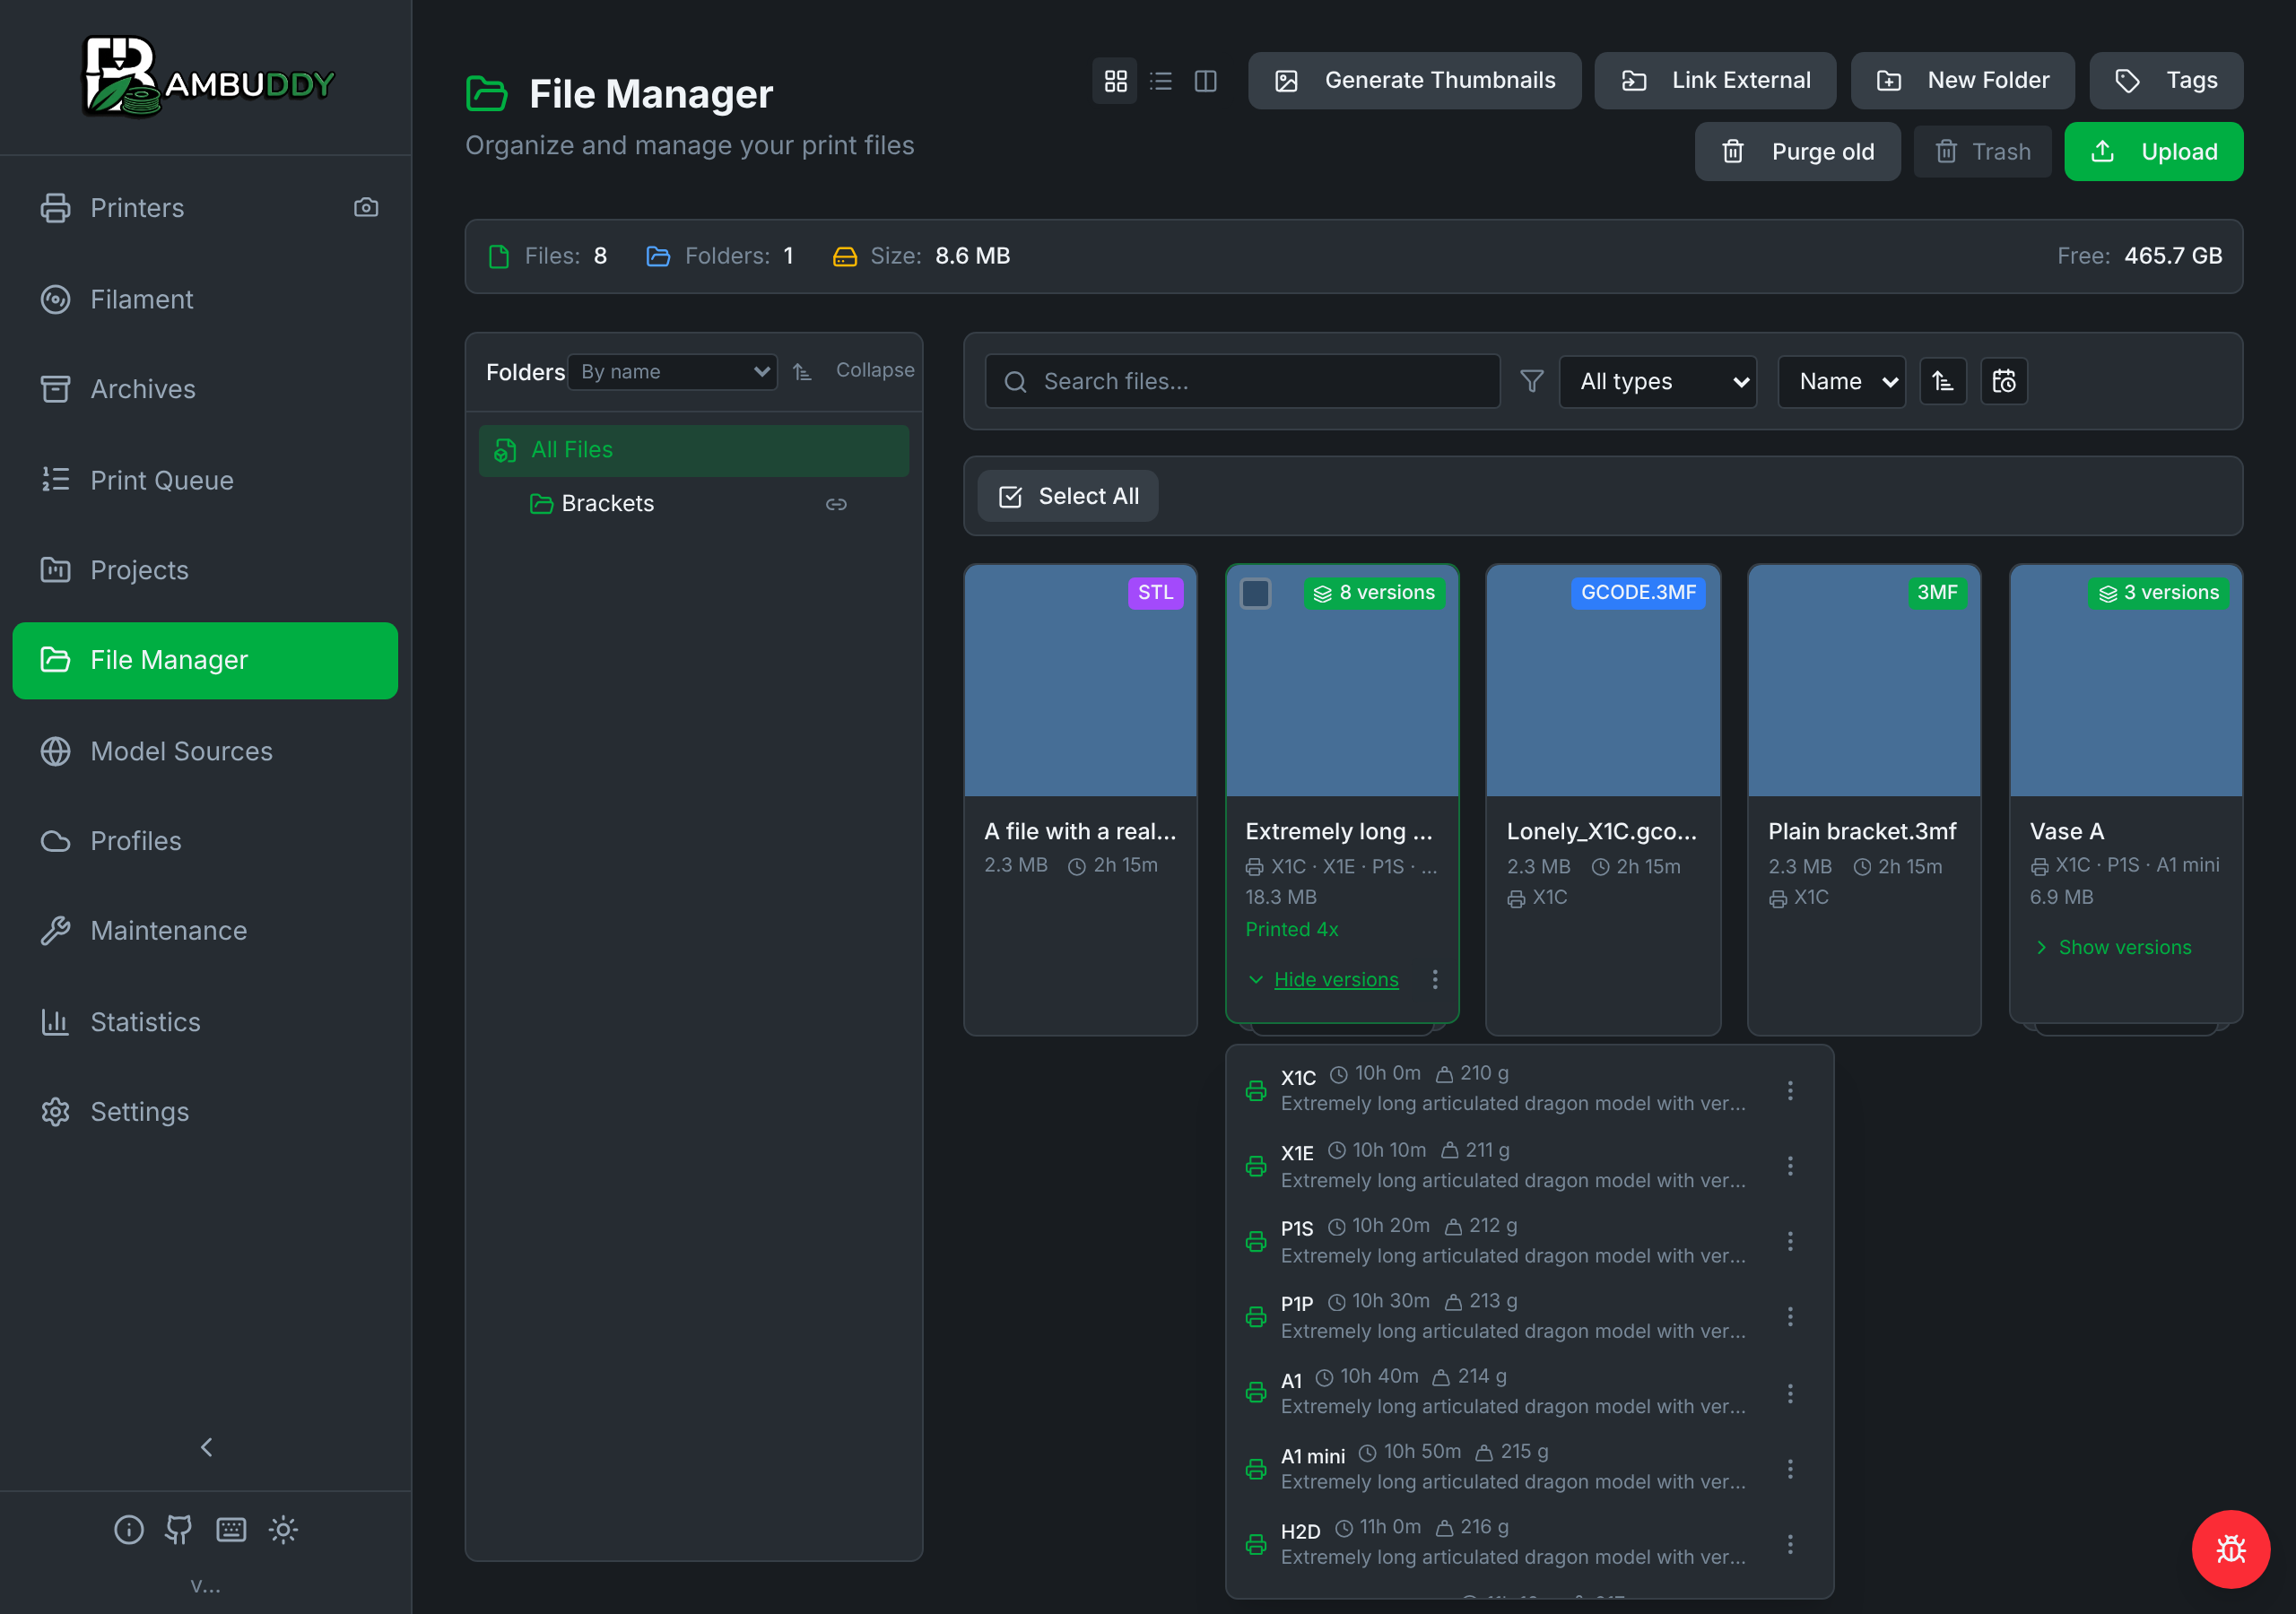 AMBUDDY
Printers
Filament
Archives
Print Queue
Projects
File Manager
Model Sources
Profiles
Maintenance
Statistics
Settings
v...
File Manager
Organize and manage your print files
Generate Thumbnails
Link External
New Folder
Tags
Purge old
Trash
Upload
Files: 8
Folders: 1
Size: 8.6 MB
Free: 465.7 GB
Folders
By name
Collapse
All Files
Brackets
Search files...
All types
Name
Select All
STL
A file with a real...
2.3 MB 2h 15m
8 versions
Extremely long ...
X1C · X1E · P1S · ...
18.3 MB
Printed 4x
Hide versions
GCODE.3MF
Lonely_X1C.gco...
2.3 MB 2h 15m
X1C
3MF
Plain bracket.3mf
2.3 MB 2h 15m
X1C
3 versions
Vase A
X1C · P1S · A1 mini
6.9 MB
Show versions
X1C 10h 0m 210 g
Extremely long articulated dragon model with ver...
X1E 10h 10m 211 g
Extremely long articulated dragon model with ver...
P1S 10h 20m 212 g
Extremely long articulated dragon model with ver...
P1P 10h 30m 213 g
Extremely long articulated dragon model with ver...
A1 10h 40m 214 g
Extremely long articulated dragon model with ver...
A1 mini 10h 50m 215 g
Extremely long articulated dragon model with ver...
H2D 11h 0m 216 g
Extremely long articulated dragon model with ver...